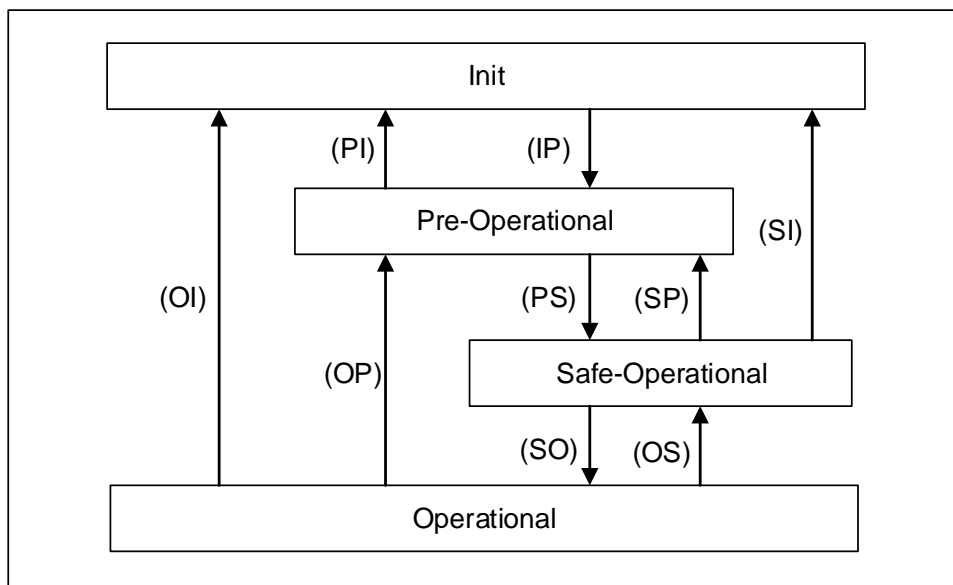 Init
(PI)
(IP)
Pre-Operational
(SI)
(OI)
(PS)
(SP)
(OP)
Safe-Operational
(SO)
(OS)
Operational